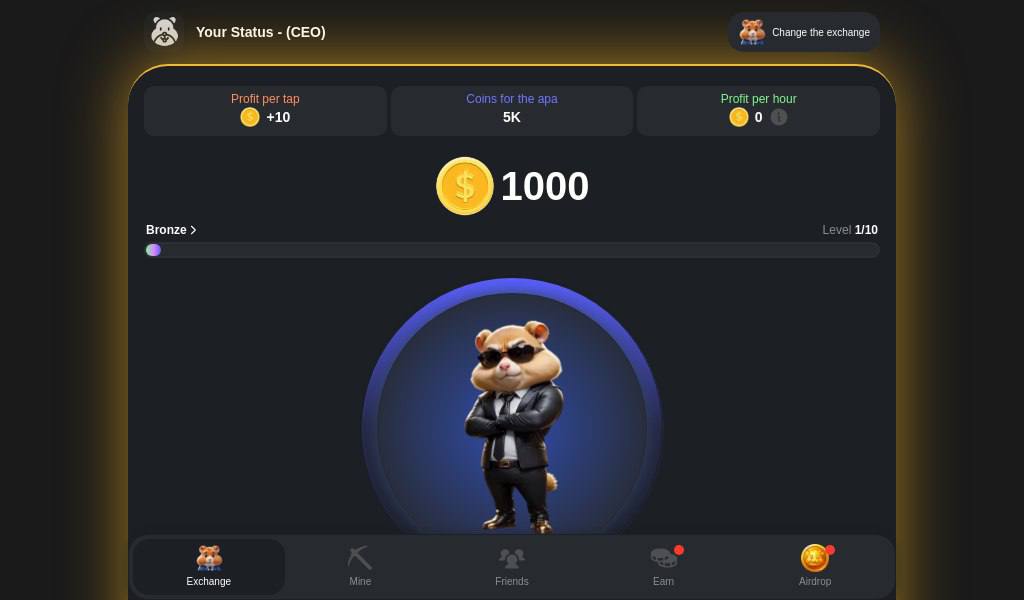 Your Status - (CEO)
Change the exchange
Profit per tap
+10
Coins for the apa
5K
Profit per hour
0
1000
Bronze
Level 1/10
Exchange
Mine
Friends
Earn
Airdrop